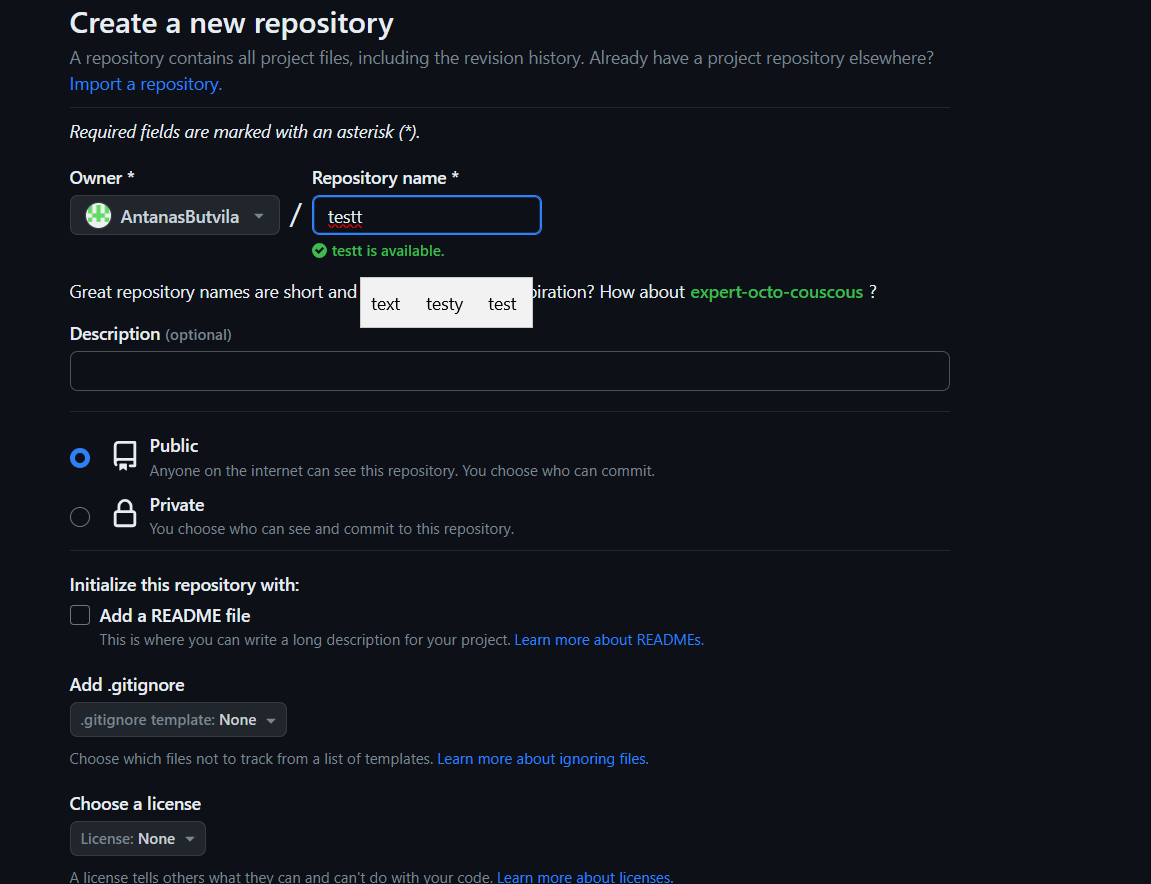 Create a new repository
A repository contains all project files, including the revision history. Already have a project repository elsewhere?
Import a repository.
Required fields are marked with an asterisk (*).
Owner *
Repository name *
AntanasButvila / testt
testt is available.
Great repository names are short and piration? How about expert-octo-couscous ?
text testy test
Description (optional)
Public
Anyone on the internet can see this repository. You choose who can commit.
Private
You choose who can see and commit to this repository.
Initialize this repository with:
Add a README file
This is where you can write a long description for your project. Learn more about READMEs.
Add .gitignore
.gitignore template: None
Choose which files not to track from a list of templates. Learn more about ignoring files.
Choose a license
License: None
A license tells others what they can and can't do with your code. Learn more about licenses.